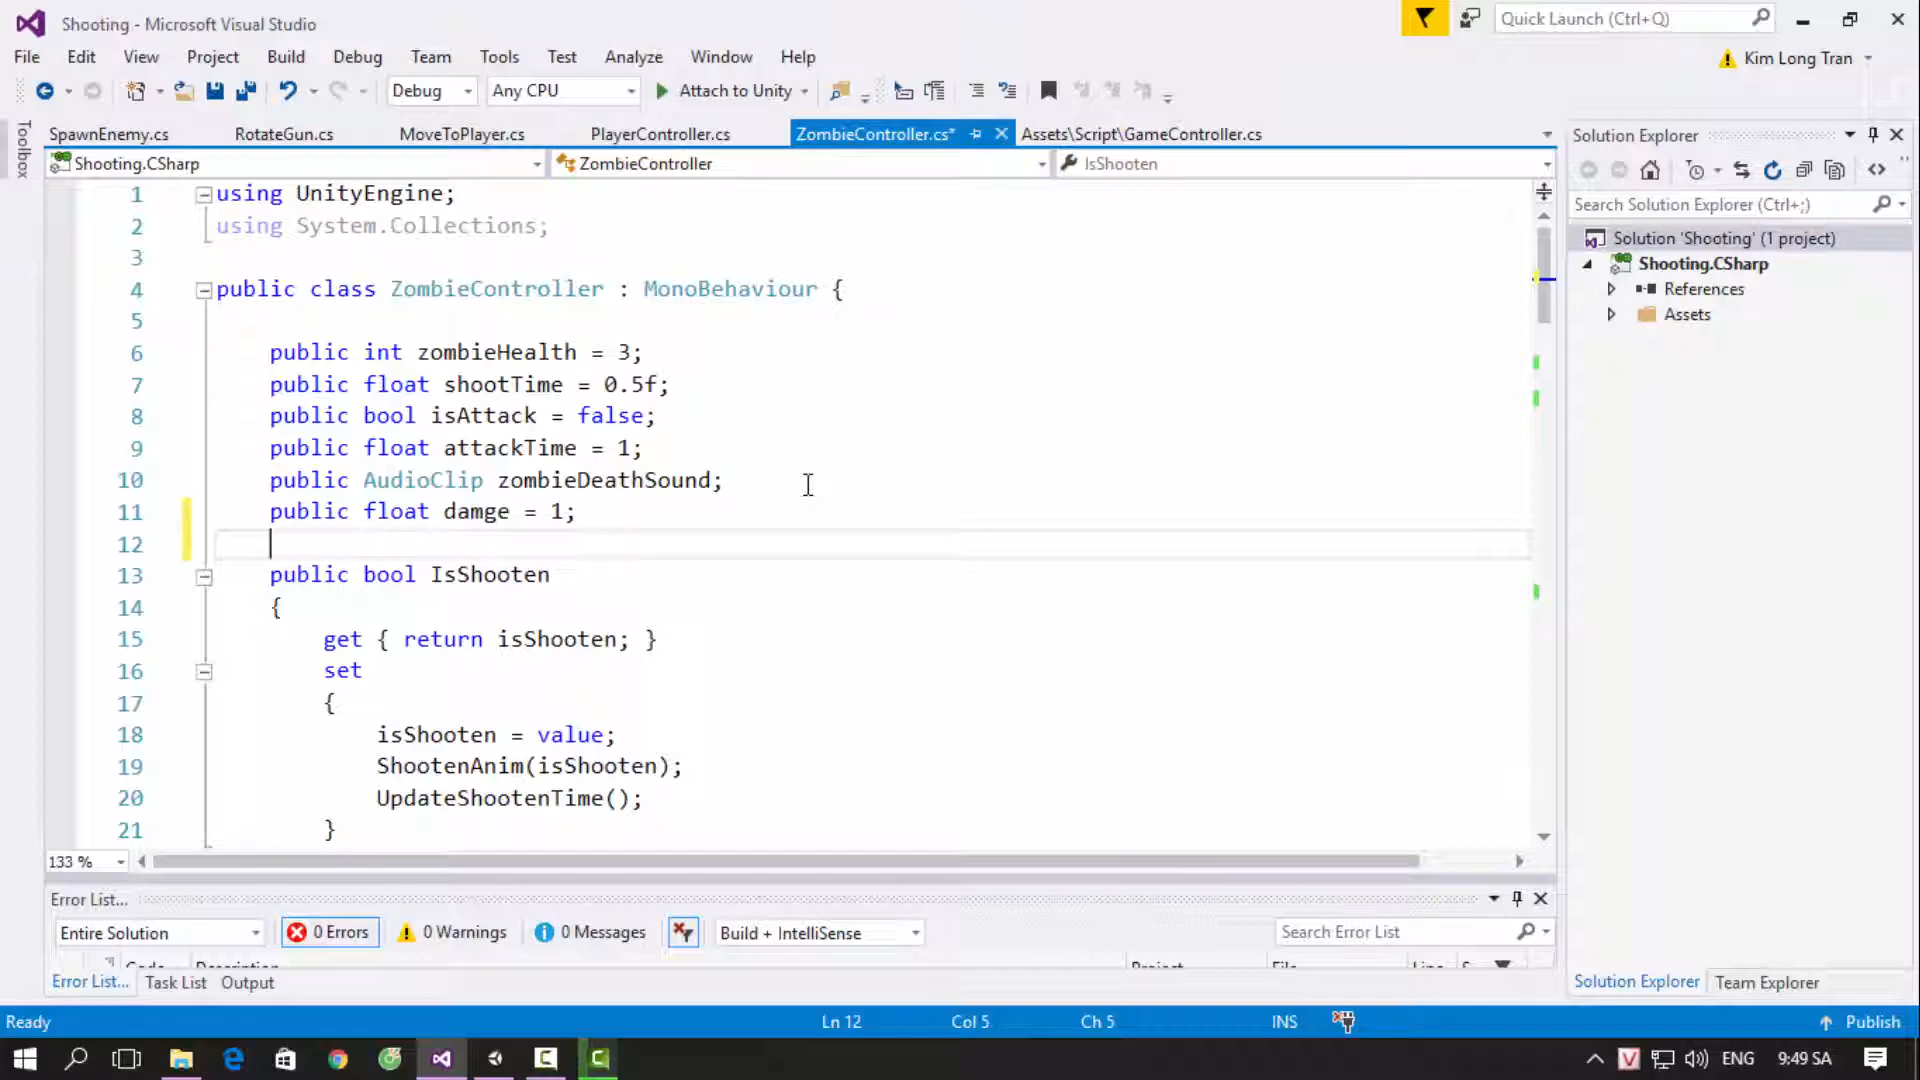 Shooting - Microsoft Visual Studio
Quick Launch (Ctrl+Q)
File Edit View Project Build Debug Team Tools Test Analyze Window Help
Kim Long Tran
Debug Any CPU Attach to Unity
Toolbox
SpawnEnemy.cs RotateGun.cs MoveToPlayer.cs PlayerController.cs ZombieController.cs* Assets\Script\GameController.cs
Shooting.CSharp ZombieController IsShooten
1 using UnityEngine;
2 using System.Collections;
3
4 public class ZombieController : MonoBehaviour {
5
6 public int zombieHealth = 3;
7 public float shootTime = 0.5f;
8 public bool isAttack = false;
9 public float attackTime = 1;
10 public AudioClip zombieDeathSound;
11 public float damge = 1;
12
13 public bool IsShooten
14 {
15 get { return isShooten; }
16 set
17 {
18 isShooten = value;
19 ShootenAnim(isShooten);
20 UpdateShootenTime();
21 }
133 %
Solution Explorer
Search Solution Explorer (Ctrl+;)
Solution 'Shooting' (1 project)
Shooting.CSharp
References
Assets
Error List...
Entire Solution 0 Errors 0 Warnings 0 Messages Build + IntelliSense Search Error List
Error List... Task List Output
Solution Explorer Team Explorer
Ready Ln 12 Col 5 Ch 5 INS Publish
ENG 9:49 SA